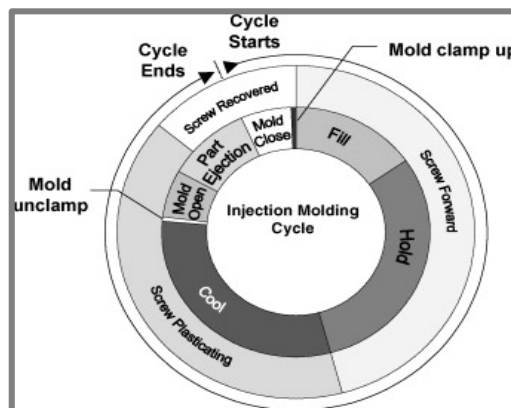 Cycle
Starts
Cycle
Ends
Mold clamp up
Screw Recovered
Mold
Close
Fill
Part
Ejection
Screw Forward
Mold
unclamp
Mold
Open
Injection Molding
Cycle
Hold
Cool
Screw Plasticating